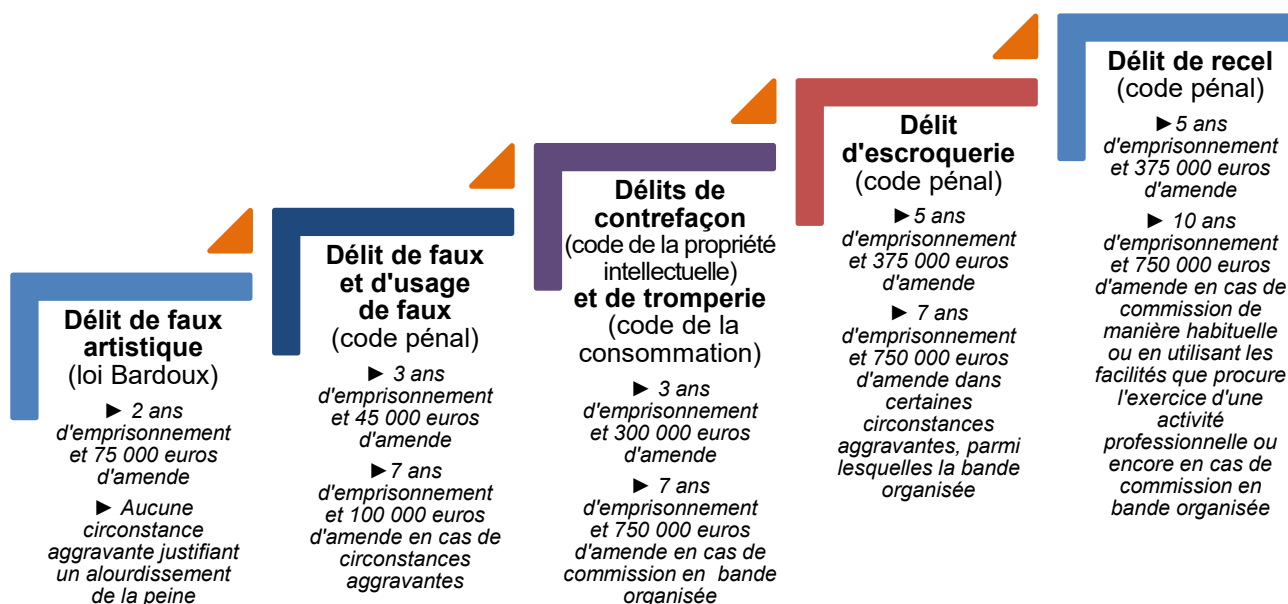 Délit de faux
artistique
(loi Bardoux)
► 2 ans
d'emprisonnement
et 75 000 euros
d'amende
► Aucune
circonstance
aggravante justifiant
un alourdissement
de la peine
Délit de faux
et d'usage
de faux
(code pénal)
► 3 ans
d'emprisonnement
et 45 000 euros
d'amende
►7 ans
d'emprisonnement
et 100 000 euros
d'amende en cas de
circonstances
aggravantes
Délits de
contrefaçon
(code de la propriété
intellectuelle)
et de tromperie
(code de la
consommation)
► 3 ans
d'emprisonnement
et 300 000 euros
d'amende
► 7 ans
d'emprisonnement
et 750 000 euros
d'amende en cas de
commission en bande
organisée
Délit
d'escroquerie
(code pénal)
►5 ans
d'emprisonnement
et 375 000 euros
d'amende
► 7 ans
d'emprisonnement
et 750 000 euros
d'amende dans
certaines
circonstances
aggravantes, parmi
lesquelles la bande
organisée
Délit de recel
(code pénal)
►5 ans
d'emprisonnement
et 375 000 euros
d'amende
► 10 ans
d'emprisonnement
et 750 000 euros
d'amende en cas de
commission de
manière habituelle
ou en utilisant les
facilités que procure
l'exercice d'une
activité
professionnelle ou
encore en cas de
commission en
bande organisée